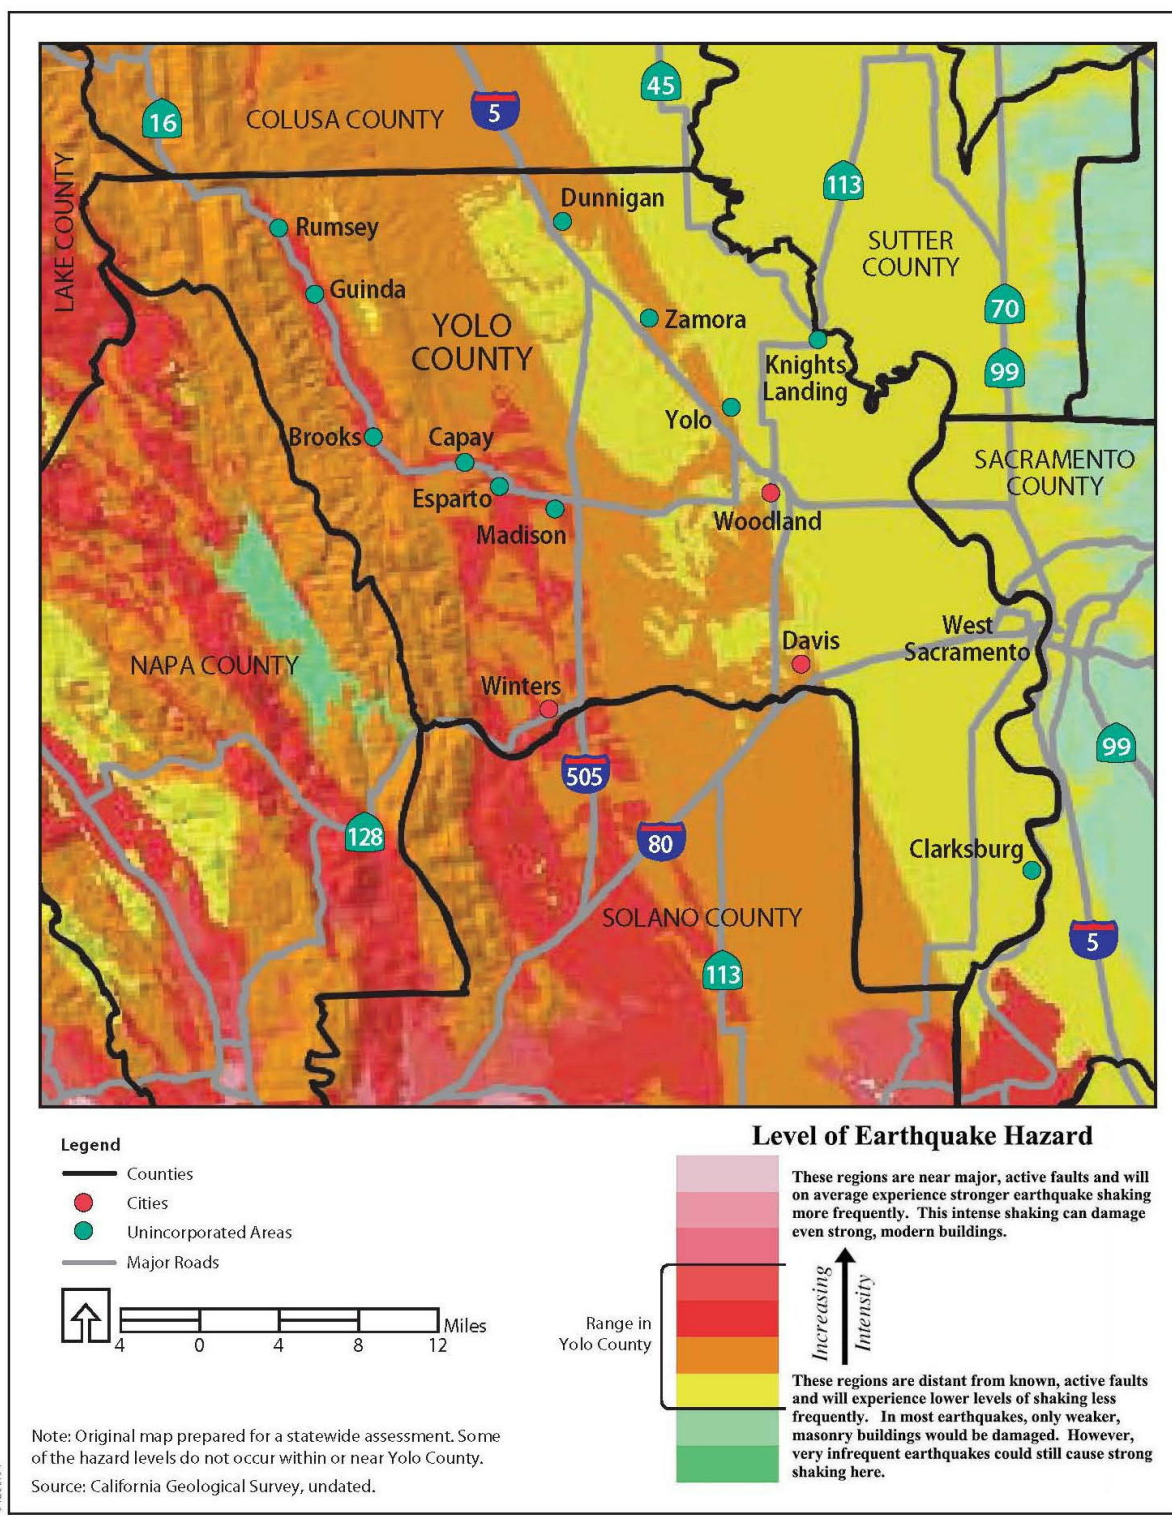 45
16
5
COLUSA COUNTY
113
LAKE COUNTY
Dunnigan
Rumsey
SUTTER
COUNTY
Guinda
70
YOLO
COUNTY
Zamora
99
Knights
Landing
Yolo
Brooks
Capay
SACRAMENTO
COUNTY
Esparto
Madison
Woodland
West
Sacramento
Davis
NAPA COUNTY
Winters
99
505
128
80
Clarksburg
SOLANO COUNTY
5
113
Legend
Counties
Cities
Unincorporated Areas
Major Roads
Miles
4 0 4 8 12
Level of Earthquake Hazard
These regions are near major, active faults and will
on average experience stronger earthquake shaking
more frequently. This intense shaking can damage
even strong, modern buildings.
Increasing
Intensity
Range in
Yolo County
These regions are distant from known, active faults
and will experience lower levels of shaking less
frequently. In most earthquakes, only weaker,
masonry buildings would be damaged. However,
very infrequent earthquakes could still cause strong
shaking here.
Note: Original map prepared for a statewide assessment. Some
of the hazard levels do not occur within or near Yolo County.
Source: California Geological Survey, undated.